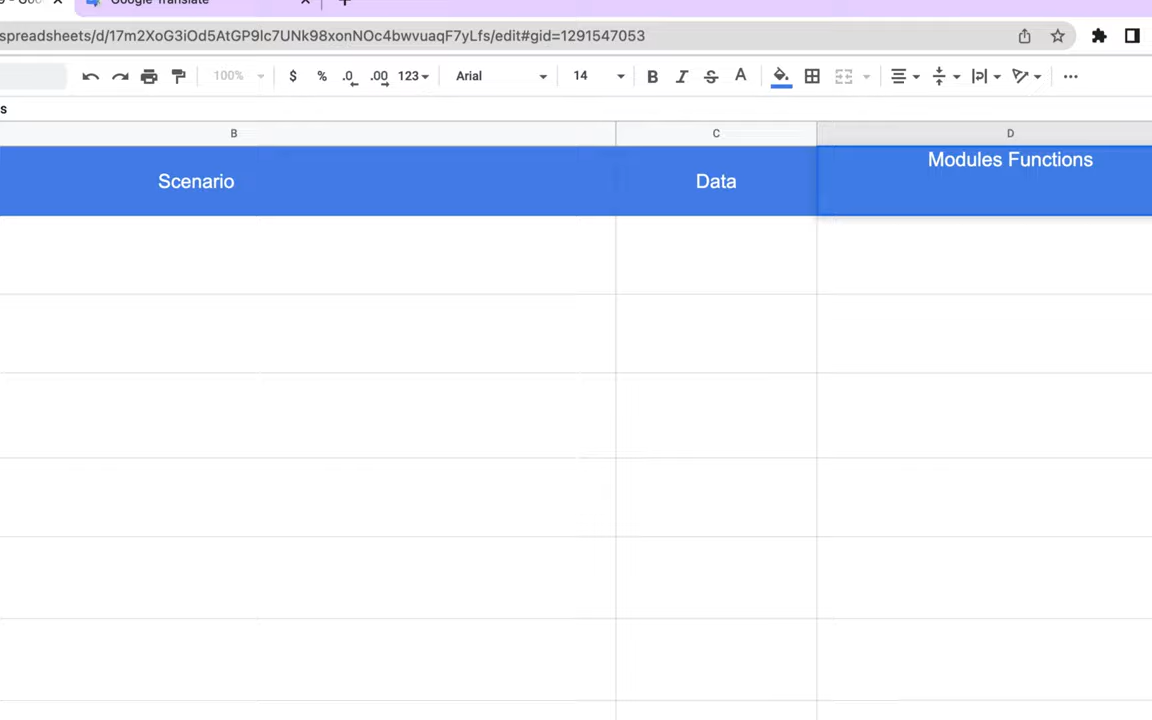 Google Translate
spreadsheets/d/17m2XoG3iOd5AtGP9lc7UNk98xonNOc4bwvuaqF7yLfs/edit#gid=1291547053
100% $ % .0 .00 123 Arial 14 B I S A
s
B C D
Scenario Data Modules Functions